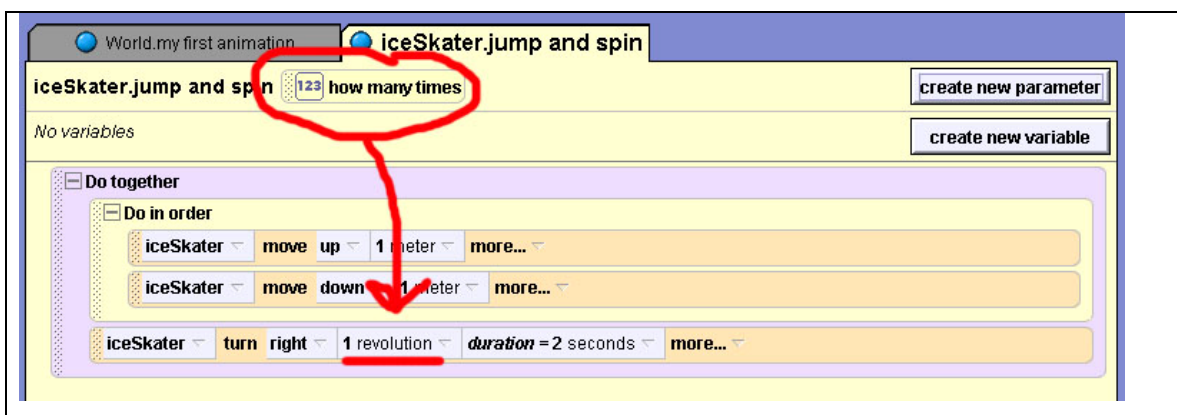 World.my first animation iceSkater.jump and spin
iceSkater.jump and spin 123 how many times create new parameter
No variables create new variable
Do together
Do in order
iceSkater move up 1 meter more...
iceSkater move down 1 meter more...
iceSkater turn right 1 revolution duration = 2 seconds more...